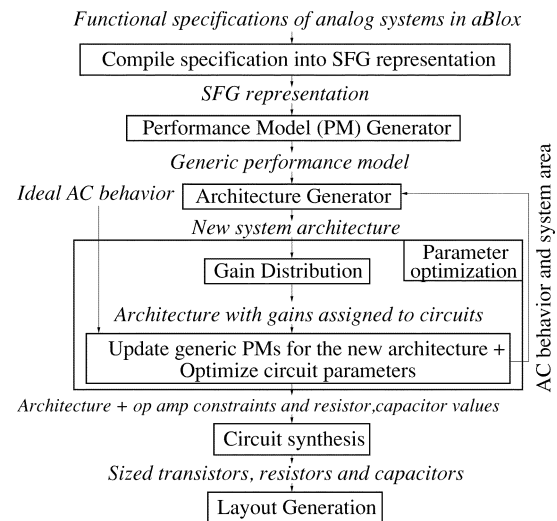 Functional specifications of analog systems in aBlox
Compile specification into SFG representation
SFG representation
Performance Model (PM) Generator
Generic performance model
Ideal AC behavior
Architecture Generator
New system architecture
Parameter
optimization
Gain Distribution
Architecture with gains assigned to circuits
Update generic PMs for the new architecture +
Optimize circuit parameters
AC behavior and system area
Architecture + op amp constraints and resistor,capacitor values
Circuit synthesis
Sized transistors, resistors and capacitors
Layout Generation